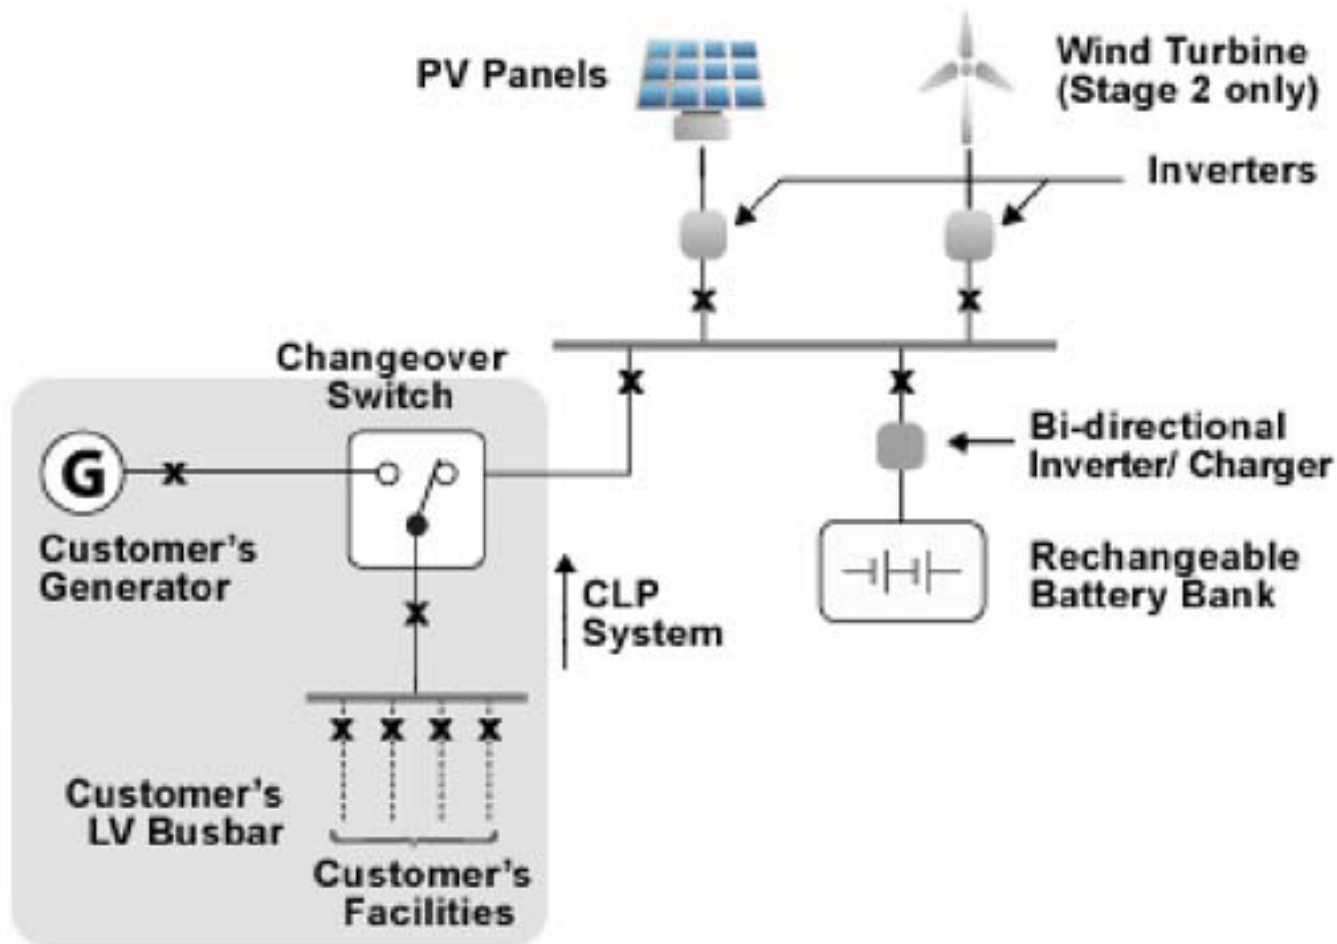 PV Panels
Wind Turbine
(Stage 2 only)
Inverters
Changeover
Switch
G
Customer's
Generator
Bi-directional
Inverter/ Charger
CLP
System
Rechangeable
Battery Bank
Customer's
LV Busbar
Customer's
Facilities